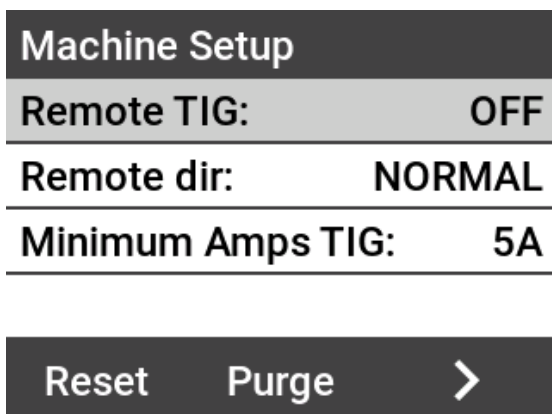 Machine Setup
Remote TIG: OFF
Remote dir: NORMAL
Minimum Amps TIG: 5A
Reset Purge >